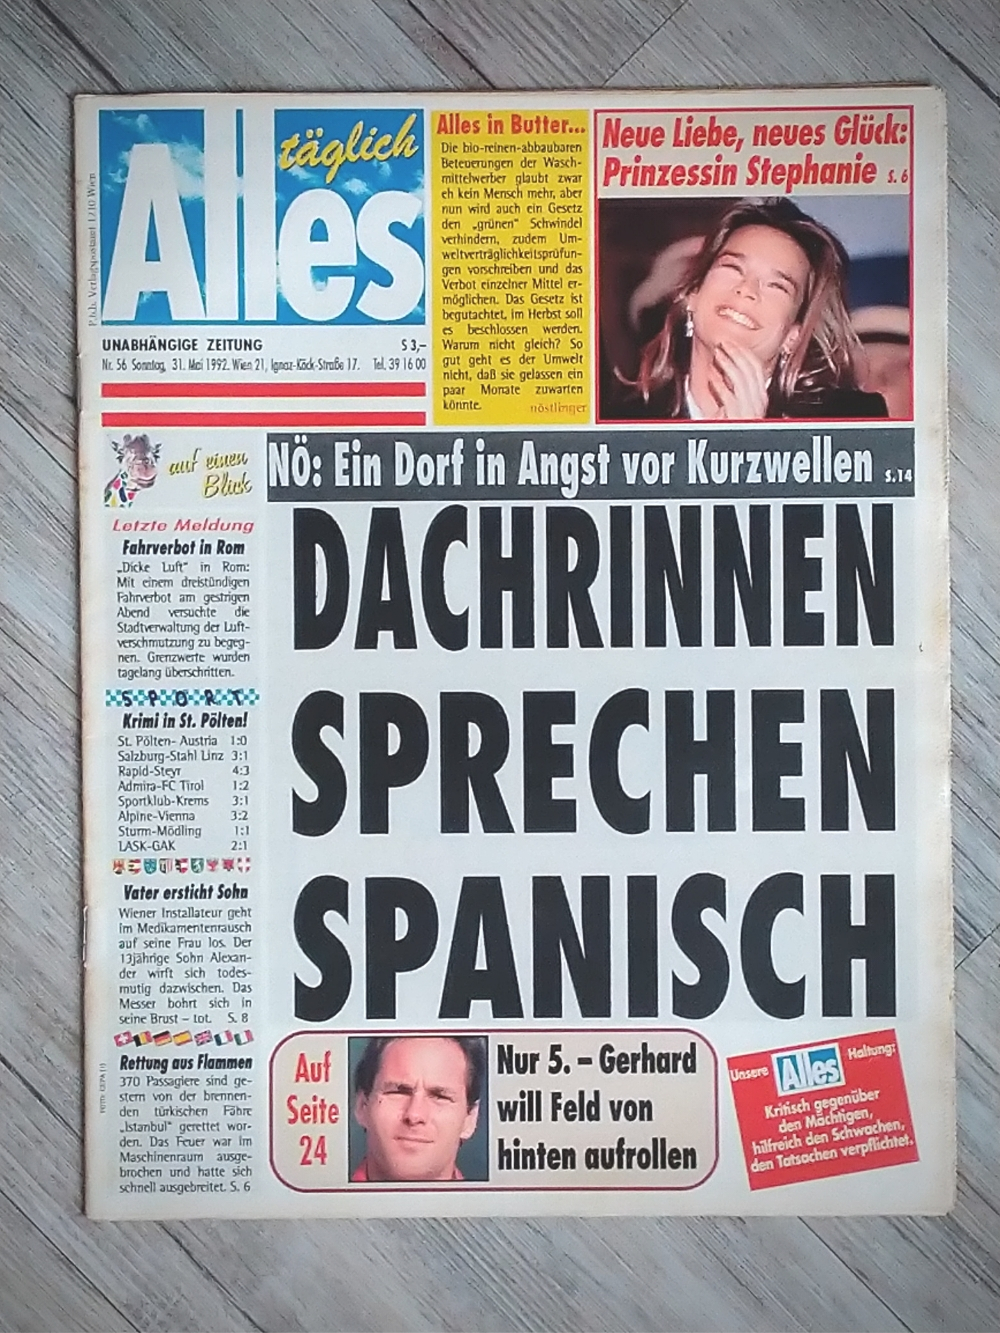 täglich
Alles
P.b.b. Verlagspostamt 1210 Wien
UNABHÄNGIGE ZEITUNG S 3,–
Nr. 56 Sonntag, 31. Mai 1992. Wien 21, Ignaz-Köck-Straße 17. Tel. 39 16 00
Alles in Butter...
Die bio-reinen-abbaubaren
Beteuerungen der Wasch-
mittelwerber glaubt zwar
eh kein Mensch mehr, aber
nun wird auch ein Gesetz
den „grünen“ Schwindel
verhindern, zudem Um-
weltverträglichkeitsprüfun-
gen vorschreiben und das
Verbot einzelner Mittel er-
möglichen. Das Gesetz ist
begutachtet, im Herbst soll
es beschlossen werden.
Warum nicht gleich? So
gut geht es der Umwelt
nicht, daß sie gelassen ein
paar Monate zuwarten
könnte. nöstlinger
Neue Liebe, neues Glück:
Prinzessin Stephanie S. 6
auf einen
Blick
Letzte Meldung
Fahrverbot in Rom
„Dicke Luft“ in Rom:
Mit einem dreistündigen
Fahrverbot am gestrigen
Abend versuchte die
Stadtverwaltung der Luft-
verschmutzung zu begeg-
nen. Grenzwerte wurden
tagelang überschritten.
SPORT
Krimi in St. Pölten!
St. Pölten- Austria 1:0
Salzburg-Stahl Linz 3:1
Rapid-Steyr 4:3
Admira-FC Tirol 1:2
Sportklub-Krems 3:1
Alpine-Vienna 3:2
Sturm-Mödling 1:1
LASK-GAK 2:1
Vater ersticht Sohn
Wiener Installateur geht
im Medikamentenrausch
auf seine Frau los. Der
13jährige Sohn Alexan-
der wirft sich todes-
mutig dazwischen. Das
Messer bohrt sich in
seine Brust – tot. S. 8
Rettung aus Flammen
370 Passagiere sind ge-
stern von der brennen-
den türkischen Fähre
„Istanbul“ gerettet wor-
den. Das Feuer war im
Maschinenraum ausge-
brochen und hatte sich
schnell ausgebreitet. S. 6
NÖ: Ein Dorf in Angst vor Kurzwellen S.14
DACHRINNEN
SPRECHEN
SPANISCH
Auf
Seite
24
Nur 5. – Gerhard
will Feld von
hinten aufrollen
Unsere Alles Haltung:
Kritisch gegenüber
den Mächtigen,
hilfreich den Schwachen,
den Tatsachen verpflichtet.